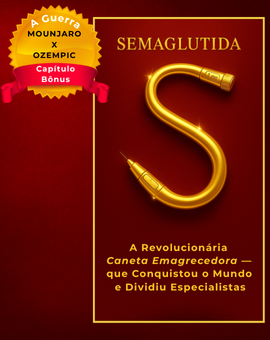 A Guerra
MOUNJARO
X
OZEMPIC
Capítulo
Bônus
SEMAGLUTIDA
A Revolucionária
Caneta Emagrecedora —
que Conquistou o Mundo
e Dividiu Especialistas